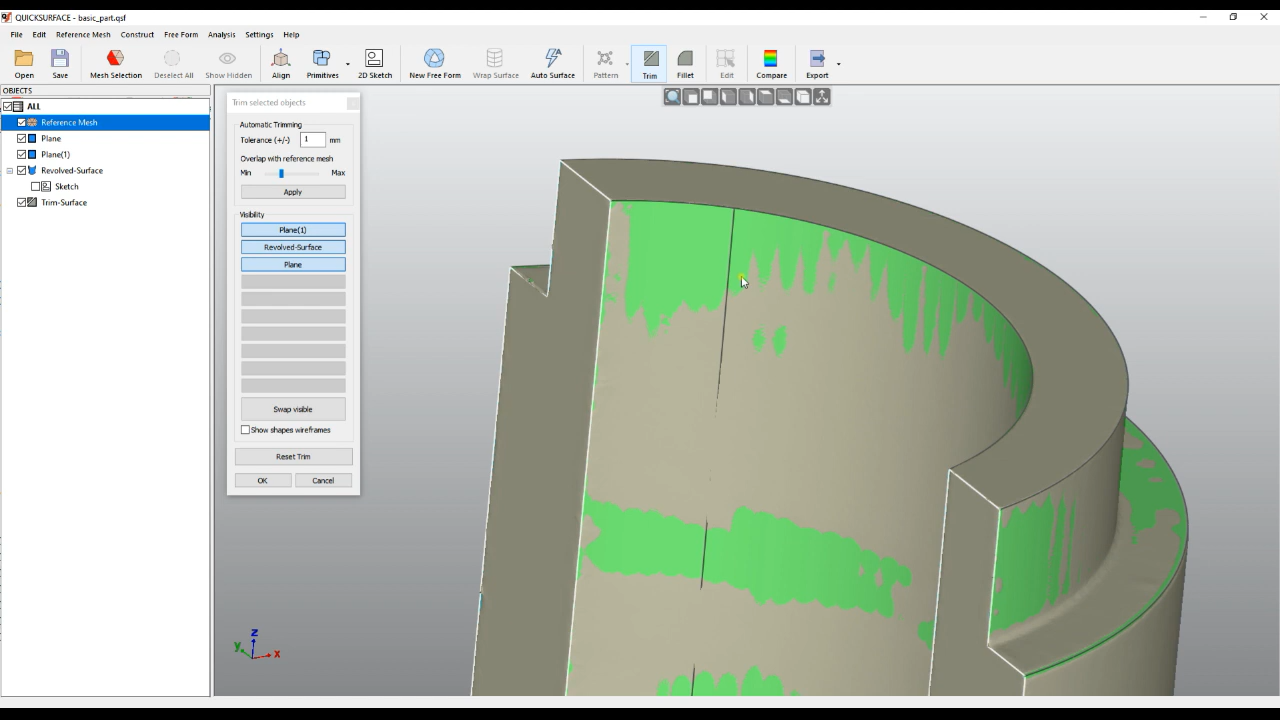 QUICKSURFACE - basic_part.qsf
File Edit Reference Mesh Construct Free Form Analysis Settings Help
Open Save Mesh Selection Deselect All Show Hidden Align Primitives 2D Sketch New Free Form Wrap Surface Auto Surface Pattern Trim Fillet Edit Compare Export
OBJECTS
ALL
Reference Mesh
Plane
Plane(1)
Revolved-Surface
Sketch
Trim-Surface
Trim selected objects
Automatic Trimming
Tolerance (+/-) 1 mm
Overlap with reference mesh
Min Max
Apply
Visibility
Plane(1)
Revolved-Surface
Plane
Swap visible
Show shapes wireframes
Reset Trim
OK Cancel
z
y
x